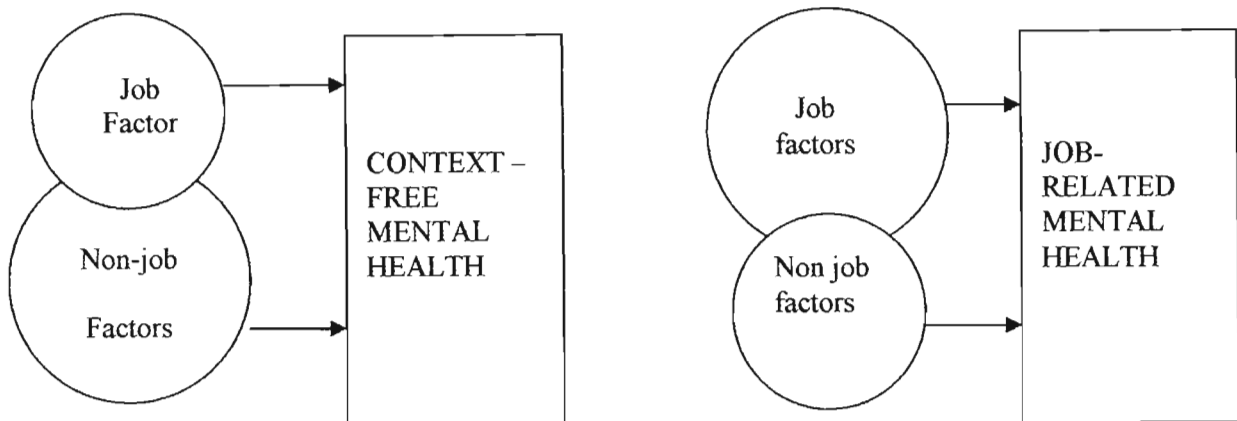 Job
Factor
Non-job
Factors
CONTEXT –
FREE
MENTAL
HEALTH
Job
factors
Non job
factors
JOB-
RELATED
MENTAL
HEALTH